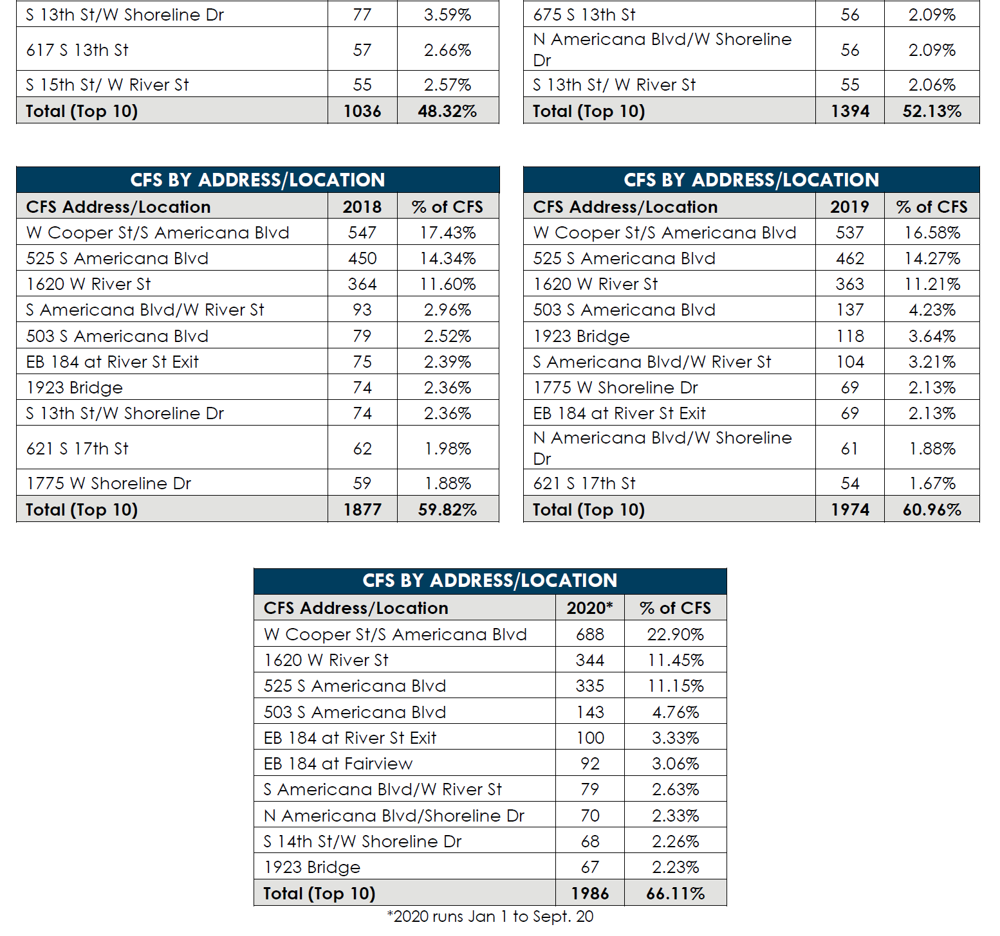 S 13th St/W Shoreline Dr 77 3.59%
617 S 13th St 57 2.66%
S 15th St/ W River St 55 2.57%
Total (Top 10) 1036 48.32%
675 S 13th St 56 2.09%
N Americana Blvd/W Shoreline
Dr 56 2.09%
S 13th St/ W River St 55 2.06%
Total (Top 10) 1394 52.13%
CFS BY ADDRESS/LOCATION
CFS Address/Location 2018 % of CFS
W Cooper St/S Americana Blvd 547 17.43%
525 S Americana Blvd 450 14.34%
1620 W River St 364 11.60%
S Americana Blvd/W River St 93 2.96%
503 S Americana Blvd 79 2.52%
EB 184 at River St Exit 75 2.39%
1923 Bridge 74 2.36%
S 13th St/W Shoreline Dr 74 2.36%
621 S 17th St 62 1.98%
1775 W Shoreline Dr 59 1.88%
Total (Top 10) 1877 59.82%
CFS BY ADDRESS/LOCATION
CFS Address/Location 2019 % of CFS
W Cooper St/S Americana Blvd 537 16.58%
525 S Americana Blvd 462 14.27%
1620 W River St 363 11.21%
503 S Americana Blvd 137 4.23%
1923 Bridge 118 3.64%
S Americana Blvd/W River St 104 3.21%
1775 W Shoreline Dr 69 2.13%
EB 184 at River St Exit 69 2.13%
N Americana Blvd/W Shoreline
Dr 61 1.88%
621 S 17th St 54 1.67%
Total (Top 10) 1974 60.96%
CFS BY ADDRESS/LOCATION
CFS Address/Location 2020* % of CFS
W Cooper St/S Americana Blvd 688 22.90%
1620 W River St 344 11.45%
525 S Americana Blvd 335 11.15%
503 S Americana Blvd 143 4.76%
EB 184 at River St Exit 100 3.33%
EB 184 at Fairview 92 3.06%
S Americana Blvd/W River St 79 2.63%
N Americana Blvd/Shoreline Dr 70 2.33%
S 14th St/W Shoreline Dr 68 2.26%
1923 Bridge 67 2.23%
Total (Top 10) 1986 66.11%
*2020 runs Jan 1 to Sept. 20